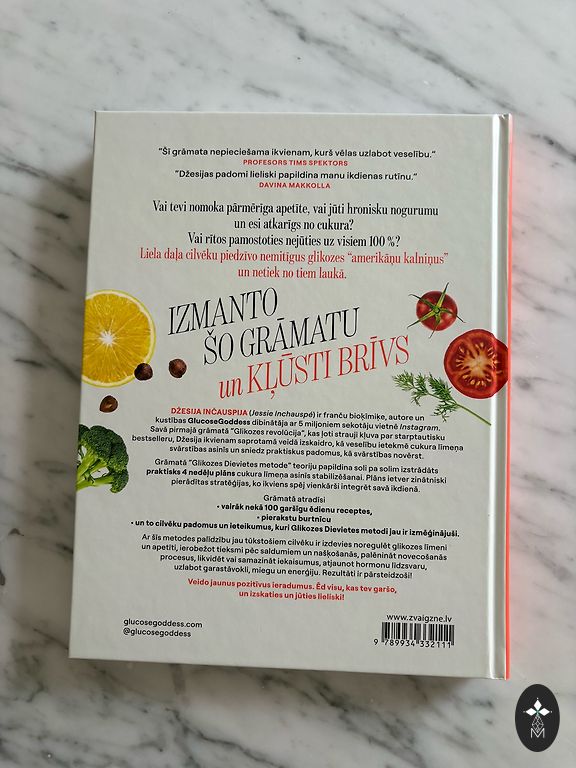 "Šī grāmata nepieciešama ikvienam, kurš vēlas uzlabot veselību."
PROFESORS TIMS SPEKTORS
"Džesijas padomi lieliski papildina manu ikdienas rutīnu."
DAVINA MAKKOLLA
Vai tevi nomoka pārmērīga apetīte, vai jūti hronisku nogurumu
un esi atkarīgs no cukura?
Vai rītos pamostoties nejūties uz visiem 100 %?
Liela daļa cilvēku piedzīvo nemitīgus glikozes "amerikāņu kalniņus"
un netiek no tiem laukā.
IZMANTO
ŠO GRĀMATU
un KĻŪSTI BRĪVS
DŽESIJA INČAUSPIJA (Jessie Inchauspé) ir franču bioķīmiķe, autore un
kustības GlucoseGoddess dibinātāja ar 5 miljoniem sekotāju vietnē Instagram.
Savā pirmajā grāmatā "Glikozes revolūcija", kas ļoti strauji kļuva par starptautisku
bestselleru, Džesija ikvienam saprotamā veidā izskaidro, kā veselību ietekmē cukura līmeņa
svārstības asinīs un sniedz praktiskus padomus, kā svārstības novērst.
Grāmatā "Glikozes Dievietes metode" teoriju papildina soli pa solim izstrādāts
praktisks 4 nedēļu plāns cukura līmeņa asinīs stabilizēšanai. Plāns ietver zinātniski
pierādītas stratēģijas, ko ikviens spēj vienkārši integrēt savā ikdienā.
Grāmatā atradīsi
• vairāk nekā 100 garšīgu ēdienu receptes,
• pierakstu burtnīcu
• un to cilvēku padomus un ieteikumus, kuri Glikozes Dievietes metodi jau ir izmēģinājuši.
Ar šīs metodes palīdzību jau tūkstošiem cilvēku ir izdevies noregulēt glikozes līmeni
un apetīti, ierobežot tieksmi pēc saldumiem un našķošanās, palēnināt novecošanās
procesus, likvidēt vai samazināt iekaisumus, atjaunot hormonu līdzsvaru,
uzlabot garastāvokli, miegu un enerģiju. Rezultāti ir pārsteidzoši!
Veido jaunus pozitīvus ieradumus. Ēd visu, kas tev garšo,
un izskaties un jūties lieliski!
glucosegoddess.com
@glucosegoddess
www.zvaigzne.lv
9 789934 332111
M